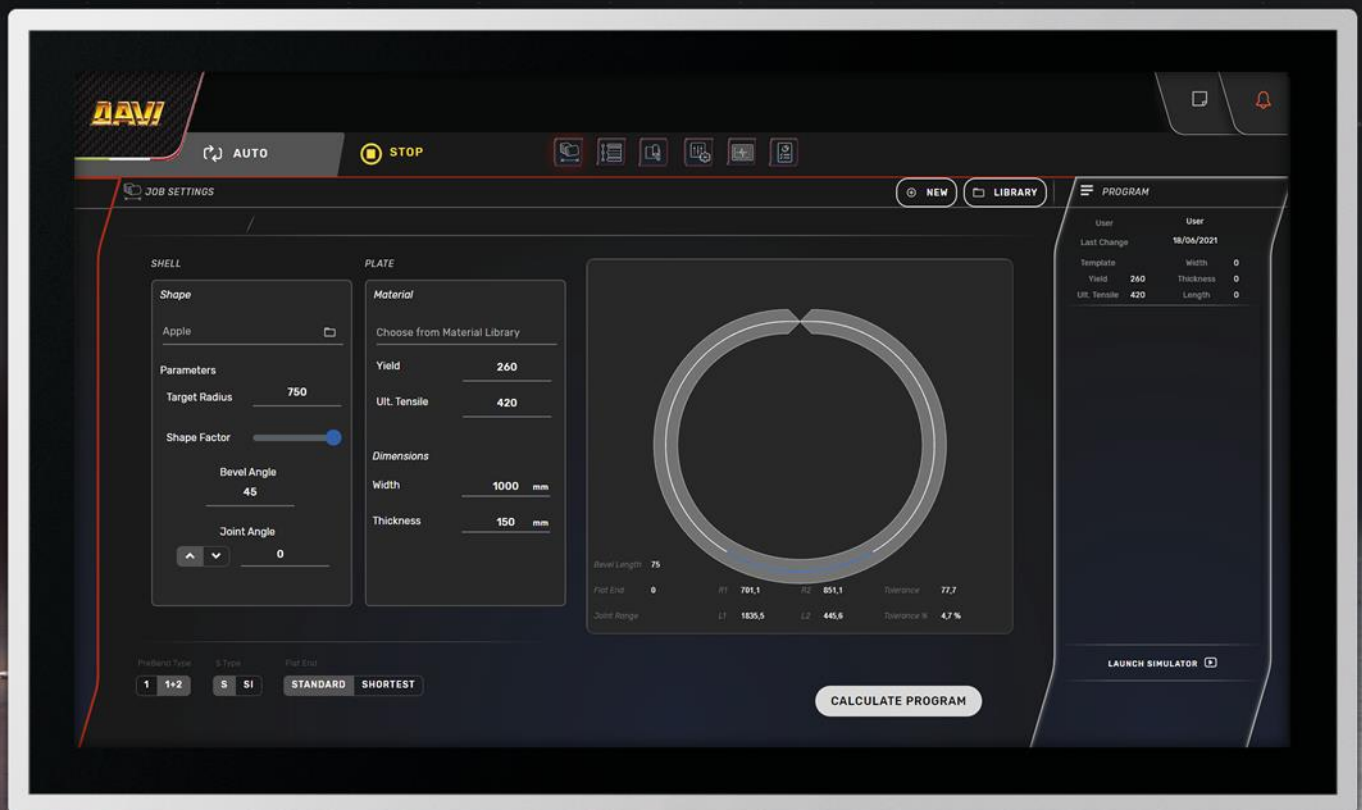 DAVI
AUTO
STOP
JOB SETTINGS
NEW
LIBRARY
PROGRAM
User User
Last Change 18/06/2021
Template Width 0
Yield 260 Thickness 0
Ult. Tensile 420 Length 0
SHELL
Shape
Apple
Parameters
Target Radius 750
Shape Factor
Bevel Angle
45
Joint Angle
0
PLATE
Material
Choose from Material Library
Yield 260
Ult. Tensile 420
Dimensions
Width 1000 mm
Thickness 150 mm
Bevel Length 75
Flat End 0 R1 701,1 R2 851,1 Tolerance 77,7
Joint Range L1 1835,5 L2 445,6 Tolerance % 4,7 %
PreBend Type S Type Flat End
1 1+2 S SI STANDARD SHORTEST
CALCULATE PROGRAM
LAUNCH SIMULATOR